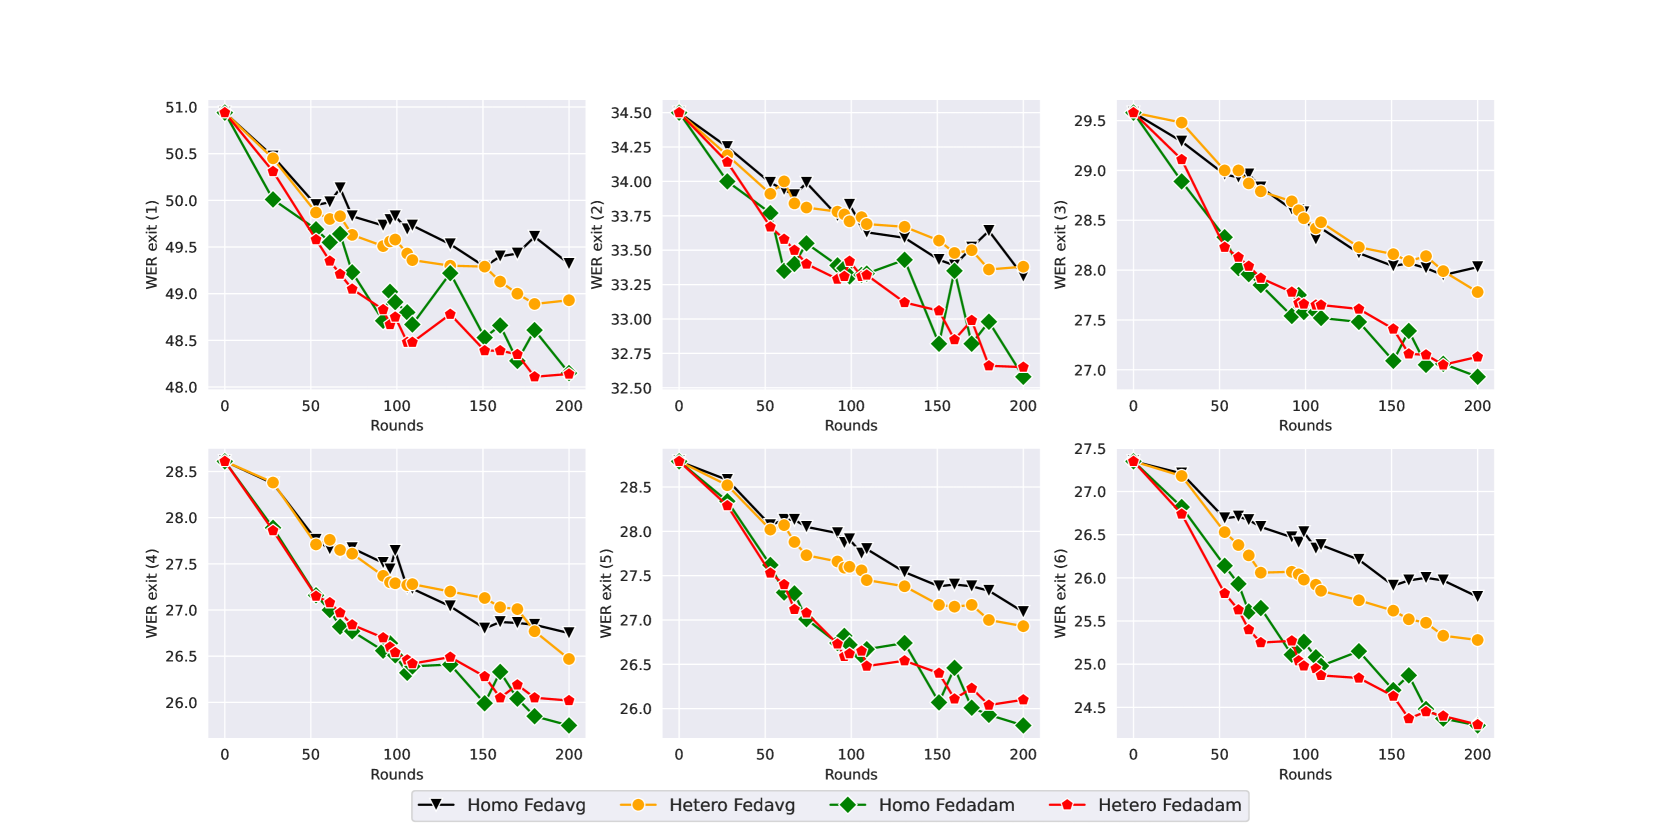 51.0
50.5
50.0
49.5
49.0
48.5
48.0
WER exit (1)
0 50 100 150 200
Rounds
34.50
34.25
34.00
33.75
33.50
33.25
33.00
32.75
32.50
WER exit (2)
0 50 100 150 200
Rounds
29.5
29.0
28.5
28.0
27.5
27.0
WER exit (3)
0 50 100 150 200
Rounds
28.5
28.0
27.5
27.0
26.5
26.0
WER exit (4)
0 50 100 150 200
Rounds
28.5
28.0
27.5
27.0
26.5
26.0
WER exit (5)
0 50 100 150 200
Rounds
27.5
27.0
26.5
26.0
25.5
25.0
24.5
WER exit (6)
0 50 100 150 200
Rounds
Homo Fedavg Hetero Fedavg Homo Fedadam Hetero Fedadam